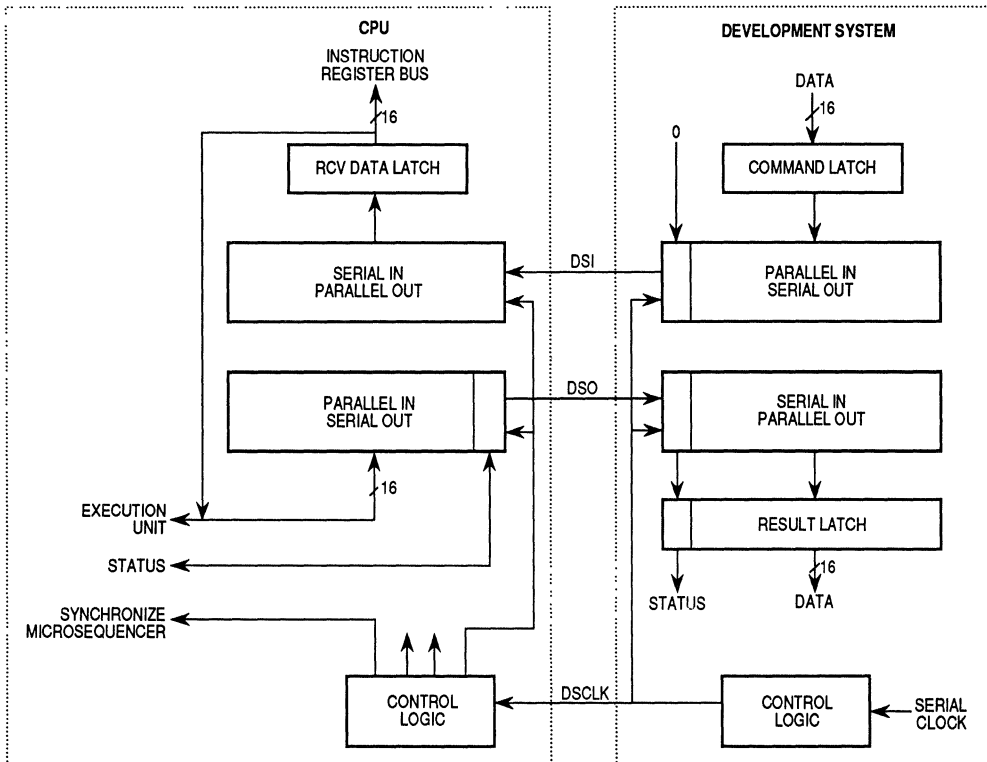 CPU
INSTRUCTION
REGISTER BUS
16
RCV DATA LATCH
SERIAL IN
PARALLEL OUT
PARALLEL IN
SERIAL OUT
16
EXECUTION
UNIT
STATUS
SYNCHRONIZE
MICROSEQUENCER
CONTROL
LOGIC
DSI
DSO
DSCLK
DEVELOPMENT SYSTEM
DATA
16
0
COMMAND LATCH
PARALLEL IN
SERIAL OUT
SERIAL IN
PARALLEL OUT
RESULT LATCH
16
STATUS
DATA
CONTROL
LOGIC
SERIAL
CLOCK